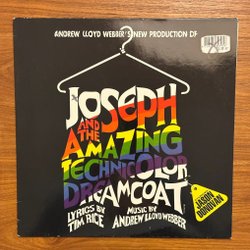 ANDREW LLOYD WEBBER'S NEW PRODUCTION OF
JOSEPH
AND THE
AMAZING
TECHNICOLOR
DREAMCOAT
LYRICS BY
TIM RICE
MUSIC BY
ANDREW LLOYD WEBBER
JASON
DONOVAN